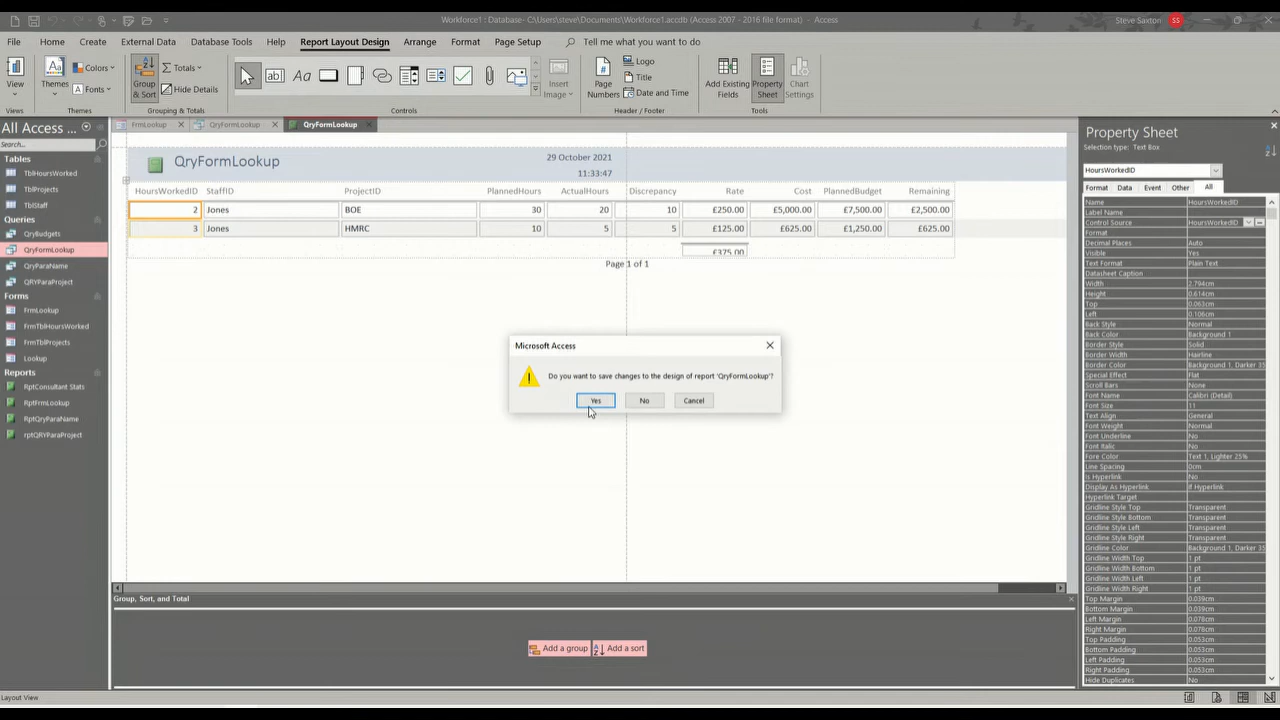 Workforce1 : Database- C:\Users\steve\Documents\Workforce1.accdb (Access 2007 - 2016 file format) - Access
Steve Saxton SS
File Home Create External Data Database Tools Help Report Layout Design Arrange Format Page Setup Tell me what you want to do
View
Views
Themes
Colors
Fonts
Themes
Group & Sort
Totals
Hide Details
Grouping & Totals
Aa
Controls
Insert Image
Page Numbers
Logo
Title
Date and Time
Header / Footer
Add Existing Fields
Property Sheet
Chart Settings
Tools
All Access ...
Search...
Tables
TblHoursWorked
TblProjects
TblStaff
Queries
QryBudgets
QryFormLookup
QryParaName
QRYParaProject
Forms
FrmLookup
FrmTblHoursWorked
FrmTblProjects
Lookup
Reports
RptConsultant Stats
RptFrmLookup
RptQryParaName
rptQRYParaProject
FrmLookup QryFormLookup QryFormLookup
QryFormLookup
29 October 2021
11:33:47
HoursWorkedID StaffID ProjectID PlannedHours ActualHours Discrepancy Rate Cost PlannedBudget Remaining
2 Jones BOE 30 20 10 £250.00 £5,000.00 £7,500.00 £2,500.00
3 Jones HMRC 10 5 5 £125.00 £625.00 £1,250.00 £625.00
£375.00
Page 1 of 1
Microsoft Access
Do you want to save changes to the design of report 'QryFormLookup'?
Yes No Cancel
Group, Sort, and Total
Add a group Add a sort
Property Sheet
Selection type: Text Box
HoursWorkedID
Format Data Event Other All
Name HoursWorkedID
Label Name
Control Source HoursWorkedID
Format
Decimal Places Auto
Visible Yes
Text Format Plain Text
Datasheet Caption
Width 2.794cm
Height 0.614cm
Top 0.063cm
Left 0.106cm
Back Style Normal
Back Color Background 1
Border Style Solid
Border Width Hairline
Border Color Background 1, Darker 35
Special Effect Flat
Scroll Bars None
Font Name Calibri (Detail)
Font Size 11
Text Align General
Font Weight Normal
Font Underline No
Font Italic No
Fore Color Text 1, Lighter 25%
Line Spacing 0cm
Is Hyperlink No
Display As Hyperlink If Hyperlink
Hyperlink Target
Gridline Style Top Transparent
Gridline Style Bottom Transparent
Gridline Style Left Transparent
Gridline Style Right Transparent
Gridline Color Background 1, Darker 35
Gridline Width Top 1 pt
Gridline Width Bottom 1 pt
Gridline Width Left 1 pt
Gridline Width Right 1 pt
Top Margin 0.039cm
Bottom Margin 0.039cm
Left Margin 0.078cm
Right Margin 0.078cm
Top Padding 0.053cm
Bottom Padding 0.053cm
Left Padding 0.053cm
Right Padding 0.053cm
Hide Duplicates No
Layout View